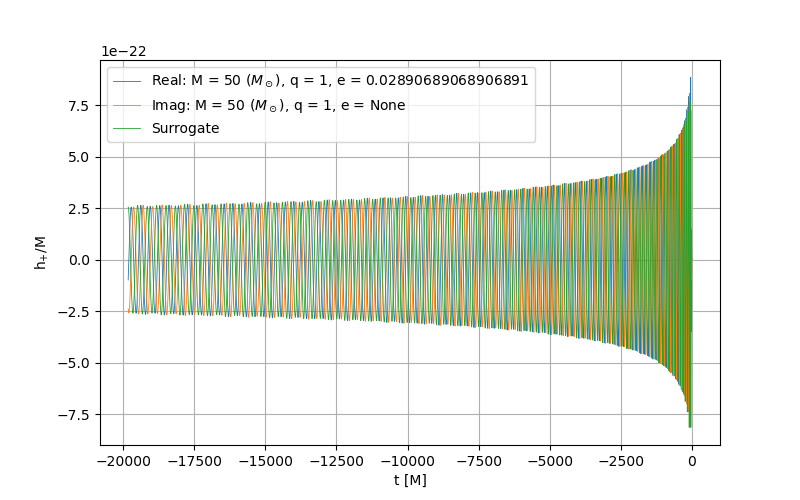 1e−22
Real: M = 50 (M⊙), q = 1, e = 0.02890689068906891
Imag: M = 50 (M⊙), q = 1, e = None
Surrogate
7.5
5.0
2.5
0.0
−2.5
−5.0
−7.5
h+/M
−20000 −17500 −15000 −12500 −10000 −7500 −5000 −2500 0
t [M]